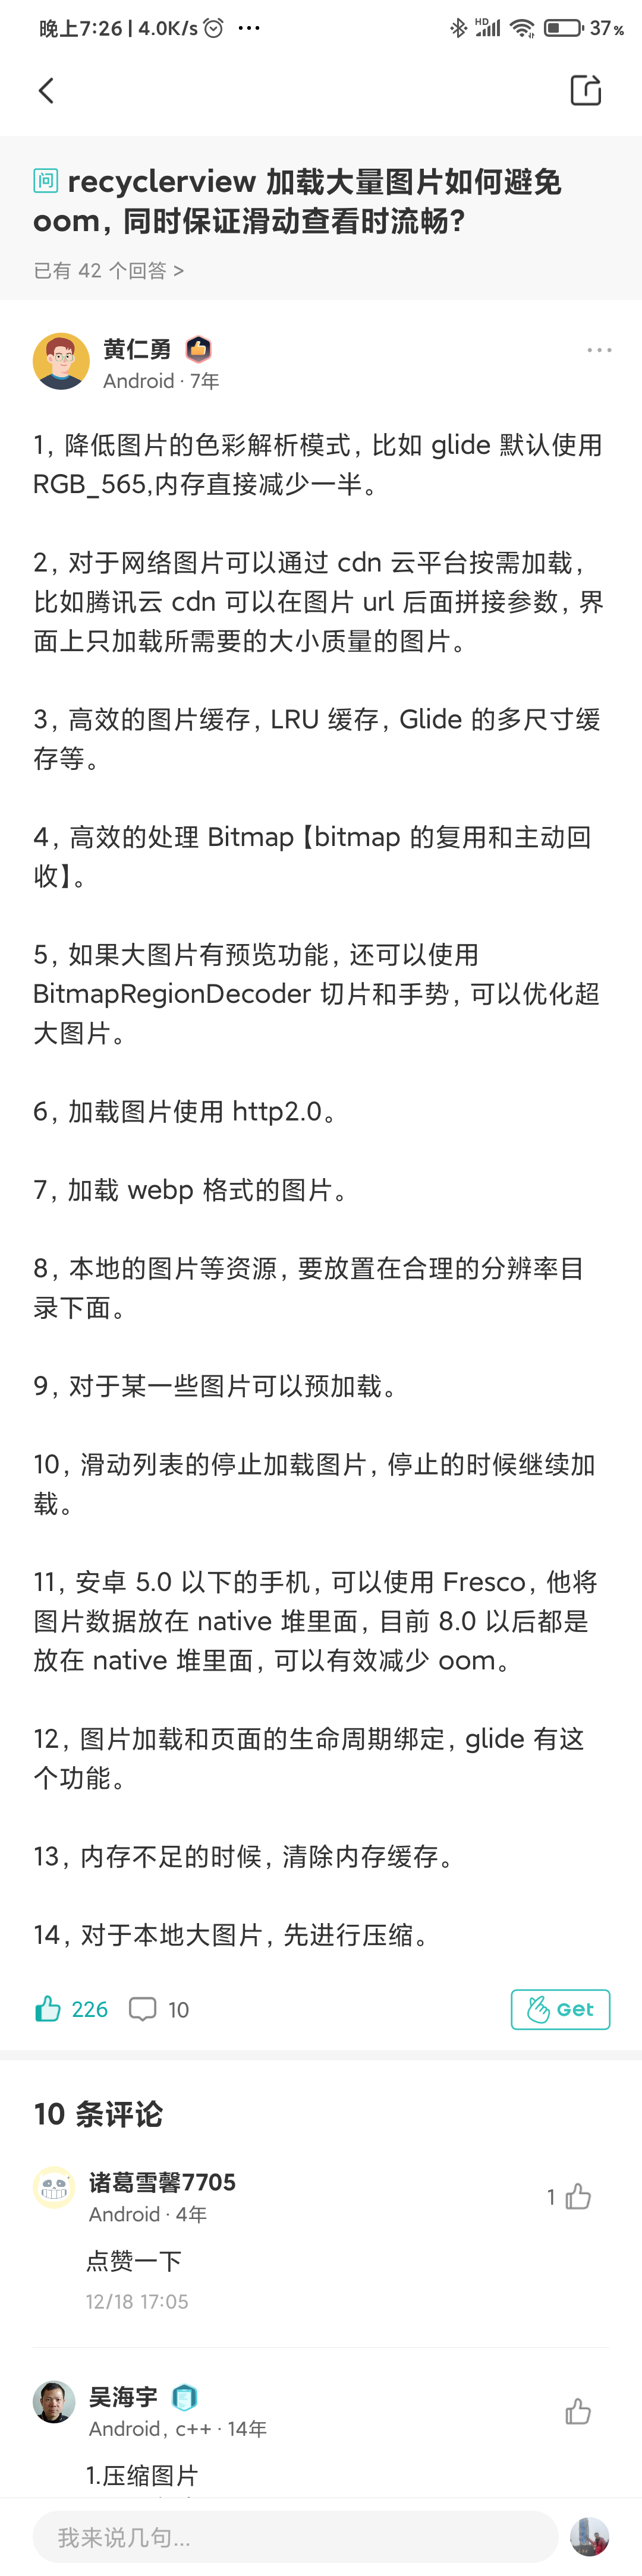 晚上7:26 | 4.0K/s ...
HD 37%
问 recyclerview 加载大量图片如何避免
oom, 同时保证滑动查看时流畅?
已有 42 个回答 >
黄仁勇
Android · 7年
1, 降低图片的色彩解析模式, 比如 glide 默认使用
RGB_565,内存直接减少一半。
2, 对于网络图片可以通过 cdn 云平台按需加载,
比如腾讯云 cdn 可以在图片 url 后面拼接参数, 界
面上只加载所需要的大小质量的图片。
3, 高效的图片缓存, LRU 缓存, Glide 的多尺寸缓
存等。
4, 高效的处理 Bitmap【bitmap 的复用和主动回
收】。
5, 如果大图片有预览功能, 还可以使用
BitmapRegionDecoder 切片和手势, 可以优化超
大图片。
6, 加载图片使用 http2.0。
7, 加载 webp 格式的图片。
8, 本地的图片等资源, 要放置在合理的分辨率目
录下面。
9, 对于某一些图片可以预加载。
10, 滑动列表的停止加载图片, 停止的时候继续加
载。
11, 安卓 5.0 以下的手机, 可以使用 Fresco, 他将
图片数据放在 native 堆里面, 目前 8.0 以后都是
放在 native 堆里面, 可以有效减少 oom。
12, 图片加载和页面的生命周期绑定, glide 有这
个功能。
13, 内存不足的时候, 清除内存缓存。
14, 对于本地大图片, 先进行压缩。
226 10 Get
10 条评论
诸葛雪馨7705
Android · 4年
1
点赞一下
12/18 17:05
吴海宇
Android, c++ · 14年
1.压缩图片
我来说几句...